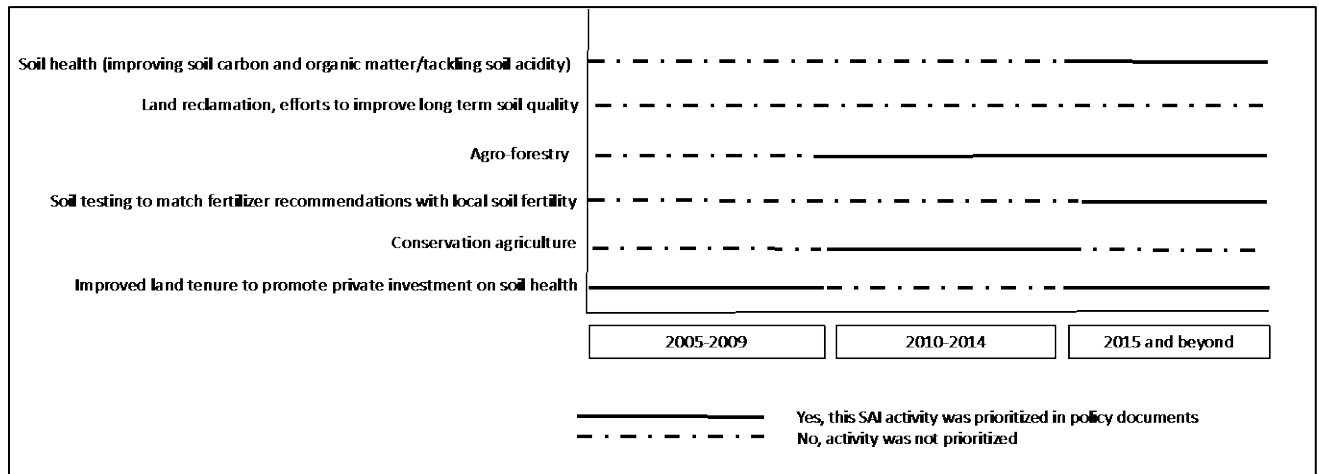 Soil health (improving soil carbon and organic matter/tackling soil acidity)
Land reclamation, efforts to improve long term soil quality
Agro-forestry
Soil testing to match fertilizer recommendations with local soil fertility
Conservation agriculture
Improved land tenure to promote private investment on soil health
2005-2009 2010-2014 2015 and beyond
Yes, this SAI activity was prioritized in policy documents
No, activity was not prioritized